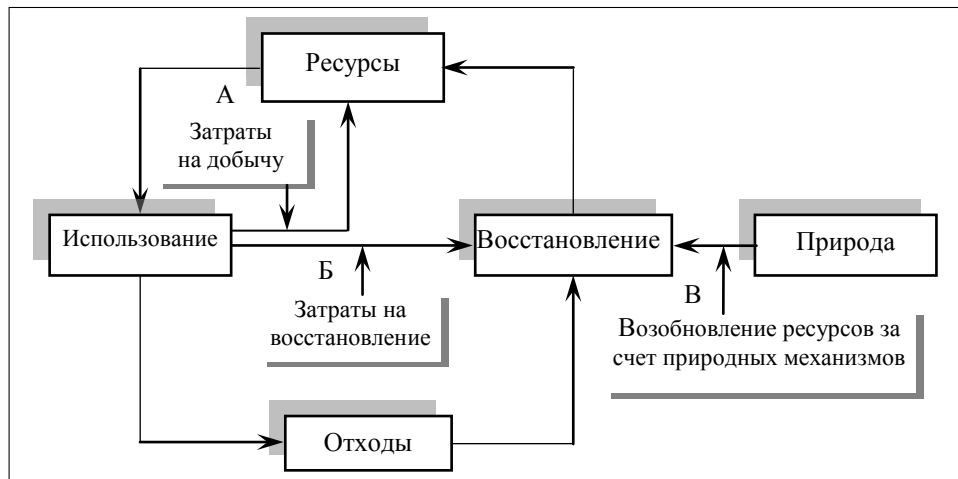 Ресурсы
А
Затраты
на добычу
Использование
Восстановление
Природа
Б
В
Затраты на
восстановление
Возобновление ресурсов за
счет природных механизмов
Отходы